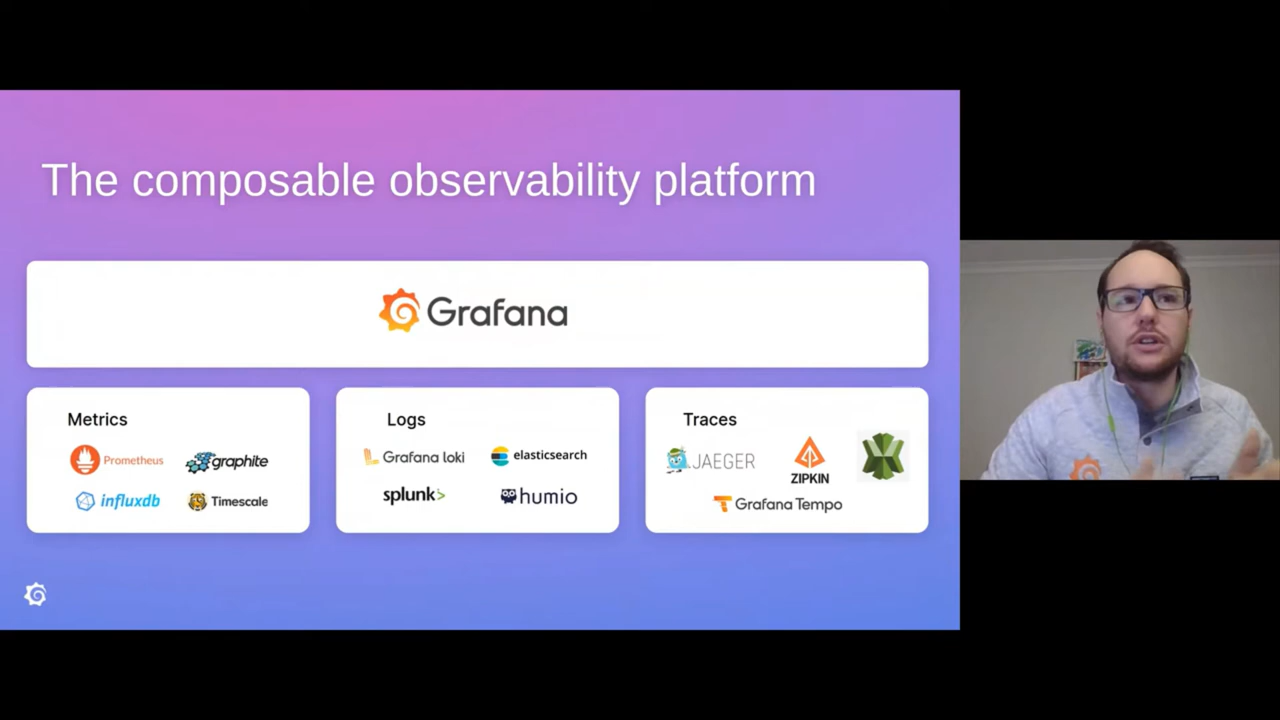 The composable observability platform
Grafana
Metrics
Prometheus
graphite
influxdb
Timescale
Logs
Grafana loki
elasticsearch
splunk>
humio
Traces
JAEGER
ZIPKIN
Grafana Tempo